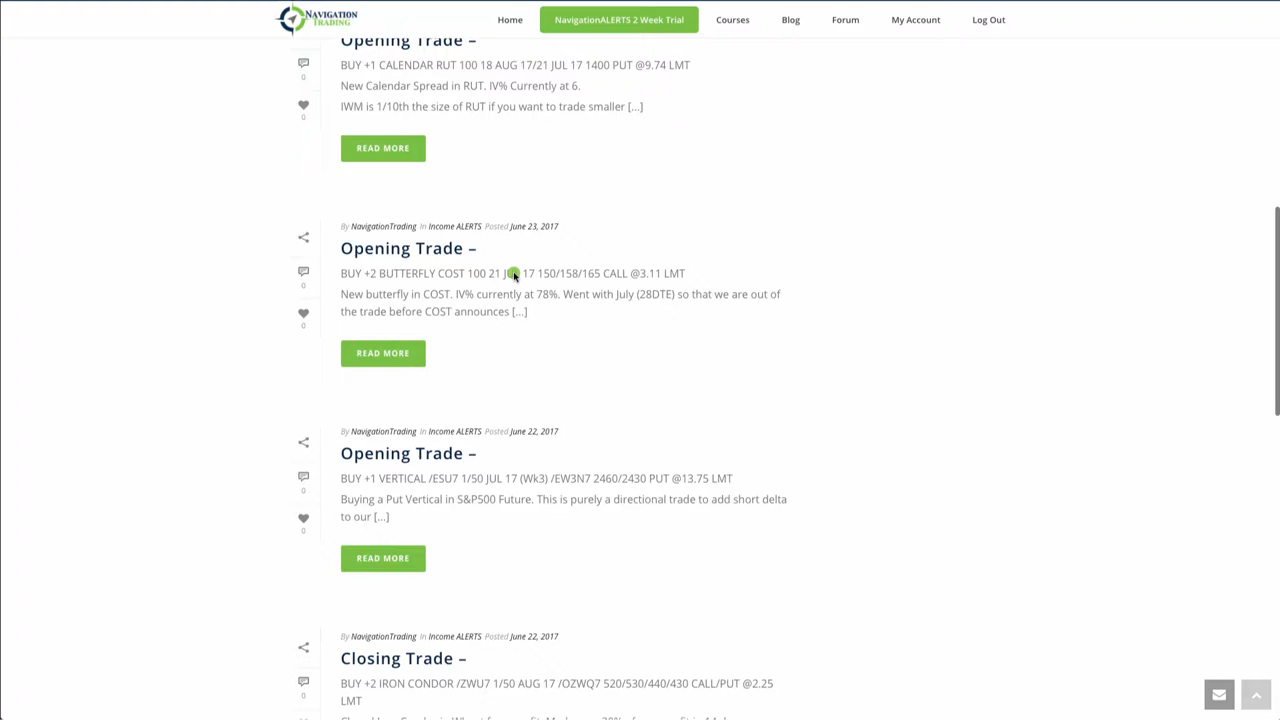 NAVIGATION
TRADING
Home
NavigationALERTS 2 Week Trial
Courses
Blog
Forum
My Account
Log Out
Opening Trade –
BUY +1 CALENDAR RUT 100 18 AUG 17/21 JUL 17 1400 PUT @9.74 LMT
0
New Calendar Spread in RUT. IV% Currently at 6.
IWM is 1/10th the size of RUT if you want to trade smaller [...]
0
READ MORE
By NavigationTrading In Income ALERTS Posted June 23, 2017
Opening Trade –
BUY +2 BUTTERFLY COST 100 21 17 150/158/165 CALL @3.11 LMT
0
New butterfly in COST. IV% currently at 78%. Went with July (28DTE) so that we are out of
the trade before COST announces [...]
0
READ MORE
By NavigationTrading In Income ALERTS Posted June 22, 2017
Opening Trade –
BUY +1 VERTICAL /ESU7 1/50 JUL 17 (Wk3) /EW3N7 2460/2430 PUT @13.75 LMT
0
Buying a Put Vertical in S&P500 Future. This is purely a directional trade to add short delta
to our [...]
0
READ MORE
By NavigationTrading In Income ALERTS Posted June 22, 2017
Closing Trade –
BUY +2 IRON CONDOR /ZWU7 1/50 AUG 17 /OZWQ7 520/530/440/430 CALL/PUT @2.25
LMT
0